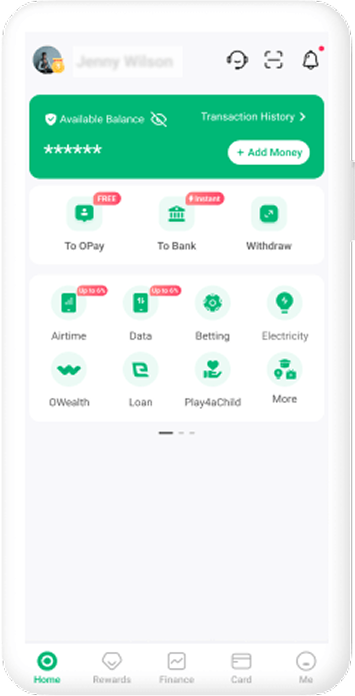 Jenny Wilson
Available Balance
Transaction History >
******
+ Add Money
FREE
Instant
To OPay
To Bank
Withdraw
Up to 6%
Up to 6%
Airtime
Data
Betting
Electricity
OWealth
Loan
Play4aChild
More
Home
Rewards
Finance
Card
Me